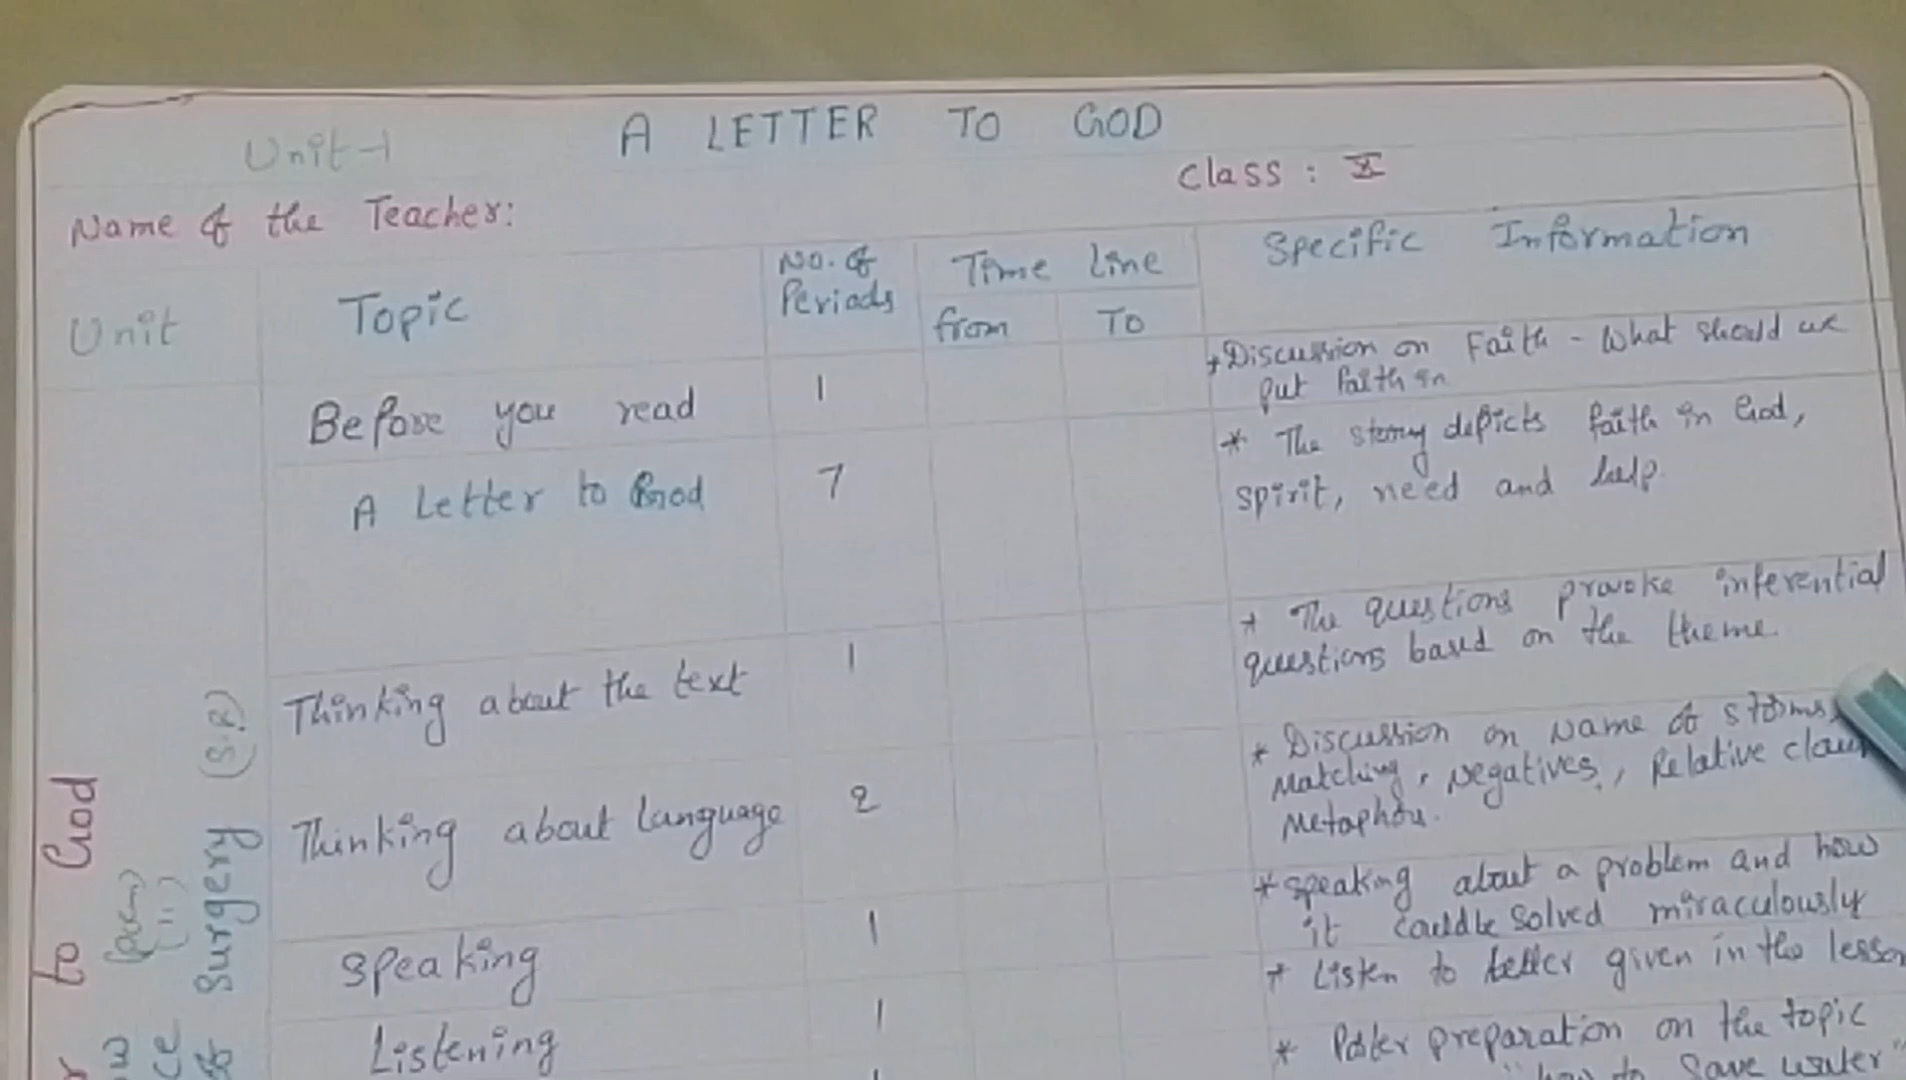 Unit-1 A LETTER TO GOD
Class : X
Name of the Teacher:
Unit Topic No. of Periods Time line Specific Information
from To
Before you read 1 * Discussion on Faith - What should we
put faith in
A Letter to God 7 * The story depicts faith in God,
spirit, need and help.
Thinking about the text 1 * The questions provoke inferential
questions based on the theme.
Thinking about language 2 * Discussion on Name of storms,
Matching, Negatives, Relative
Metaphor.
Speaking 1 * speaking about a problem and how
it couldbe solved miraculously
Listening 1 * Listen to letter given in the lesson
* Poster preparation on the topic
"how to save water"
to God
(S.R)
Surgery